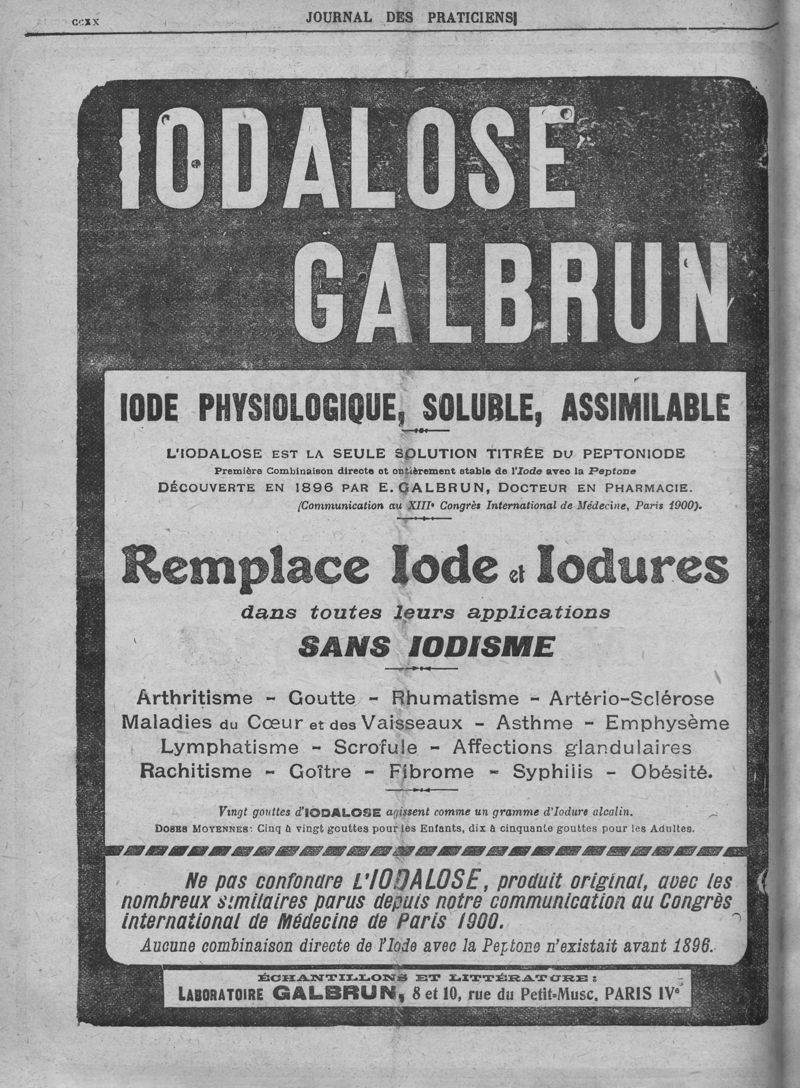 CCXX
JOURNAL DES PRATICIENS
IODALOSE
GALBRUN
IODE PHYSIOLOGIQUE, SOLUBLE, ASSIMILABLE
L'IODALOSE EST LA SEULE SOLUTION TITRÉE DU PEPTONIODE
Première Combinaison directe et entièrement stable de l'Iode avec la Peptone
DÉCOUVERTE EN 1896 PAR E. GALBRUN, DOCTEUR EN PHARMACIE.
(Communication au XIIIe Congrès International de Médecine, Paris 1900).
Remplace Iode et Iodures
dans toutes leurs applications
SANS IODISME
Arthritisme - Goutte - Rhumatisme - Artério-Sclérose
Maladies du Cœur et des Vaisseaux - Asthme - Emphysème
Lymphatisme - Scrofule - Affections glandulaires
Rachitisme - Goître - Fibrome - Syphilis - Obésité.
Vingt gouttes d'IODALOSE agissent comme un gramme d'Iodure alcalin.
DOSES MOYENNES: Cinq à vingt gouttes pour les Enfants, dix à cinquante gouttes pour les Adultes.
Ne pas confondre L'IODALOSE, produit original, avec les
nombreux similaires parus depuis notre communication au Congrès
international de Médecine de Paris 1900.
Aucune combinaison directe de l'Iode avec la Peptone n'existait avant 1896.
ÉCHANTILLONS ET LITTÉRATURE:
LABORATOIRE GALBRUN, 8 et 10, rue du Petit-Musc. PARIS IVe